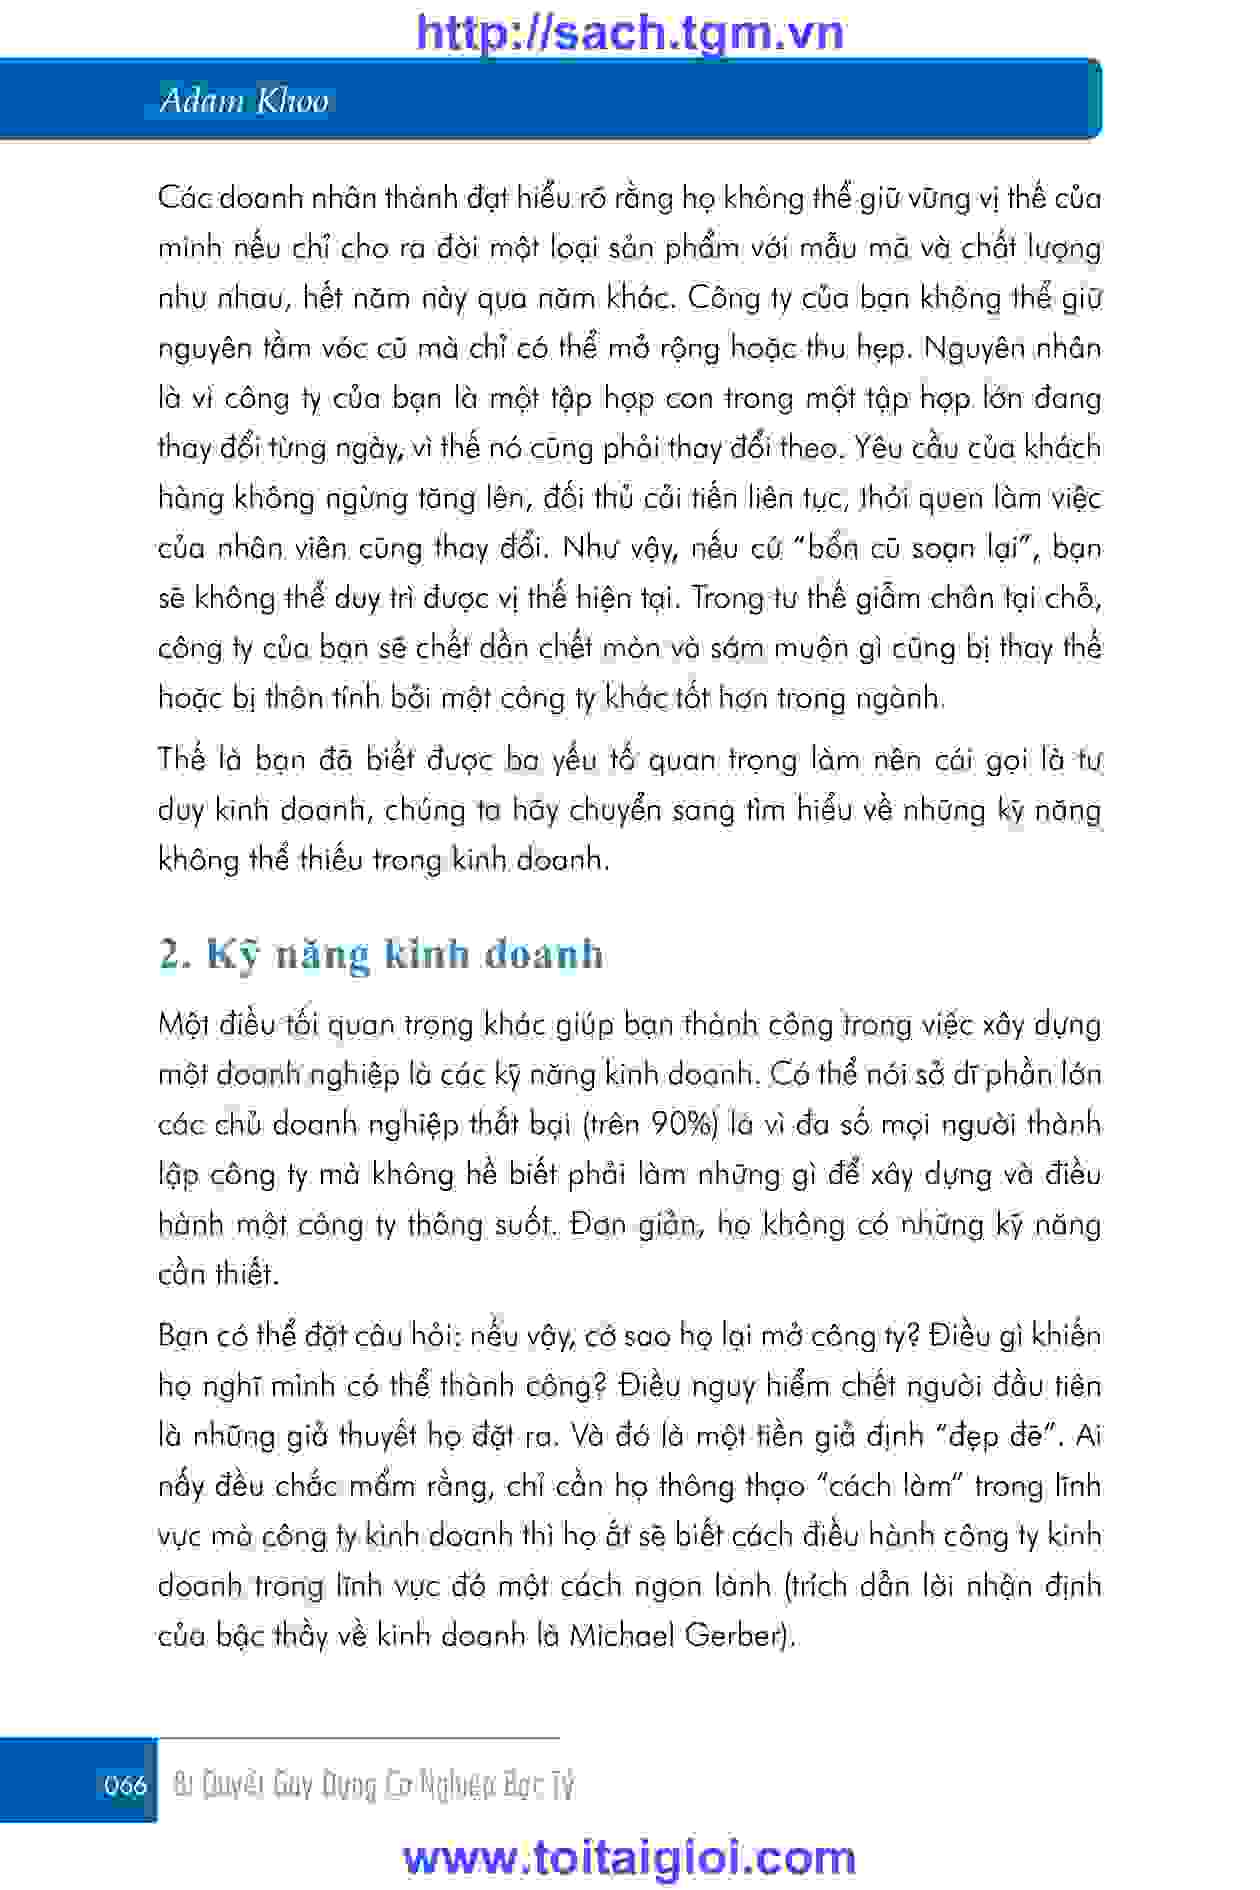 http://sach.tgm.vn
Adam Khoo
Các doanh nhân thành đạt hiểu rõ rằng họ không thể giữ vững vị thế của
mình nếu chỉ cho ra đời một loại sản phẩm với mẫu mã và chất lượng
như nhau, hết năm này qua năm khác. Công ty của bạn không thể giữ
nguyên tầm vóc cũ mà chỉ có thể mở rộng hoặc thu hẹp. Nguyên nhân
là vì công ty của bạn là một tập hợp con trong một tập hợp lớn đang
thay đổi từng ngày, vì thế nó cũng phải thay đổi theo. Yêu cầu của khách
hàng không ngừng tăng lên, đối thủ cải tiến liên tục, thói quen làm việc
của nhân viên cũng thay đổi. Như vậy, nếu cứ “bổn cũ soạn lại”, bạn
sẽ không thể duy trì được vị thế hiện tại. Trong tư thế giẫm chân tại chỗ,
công ty của bạn sẽ chết dần chết mòn và sớm muộn gì cũng bị thay thế
hoặc bị thôn tính bởi một công ty khác tốt hơn trong ngành.
Thế là bạn đã biết được ba yếu tố quan trọng làm nên cái gọi là tư
duy kinh doanh, chúng ta hãy chuyển sang tìm hiểu về những kỹ năng
không thể thiếu trong kinh doanh.
2. Kỹ năng kinh doanh
Một điều tối quan trọng khác giúp bạn thành công trong việc xây dựng
một doanh nghiệp là các kỹ năng kinh doanh. Có thể nói sở dĩ phần lớn
các chủ doanh nghiệp thất bại (trên 90%) là vì đa số mọi người thành
lập công ty mà không hề biết phải làm những gì để xây dựng và điều
hành một công ty thông suốt. Đơn giản, họ không có những kỹ năng
cần thiết.
Bạn có thể đặt câu hỏi: nếu vậy, cớ sao họ lại mở công ty? Điều gì khiến
họ nghĩ mình có thể thành công? Điều nguy hiểm chết người đầu tiên
là những giả thuyết họ đặt ra. Và đó là một tiền giả định “đẹp đẽ”. Ai
nấy đều chắc mẩm rằng, chỉ cần họ thông thạo “cách làm” trong lĩnh
vực mà công ty kinh doanh thì họ ắt sẽ biết cách điều hành công ty kinh
doanh trong lĩnh vực đó một cách ngon lành (trích dẫn lời nhận định
của bậc thầy về kinh doanh là Michael Gerber).
066 Bí Quyết Gây Dựng Cơ Nghiệp Bạc Tỷ
www.toitaigioi.com